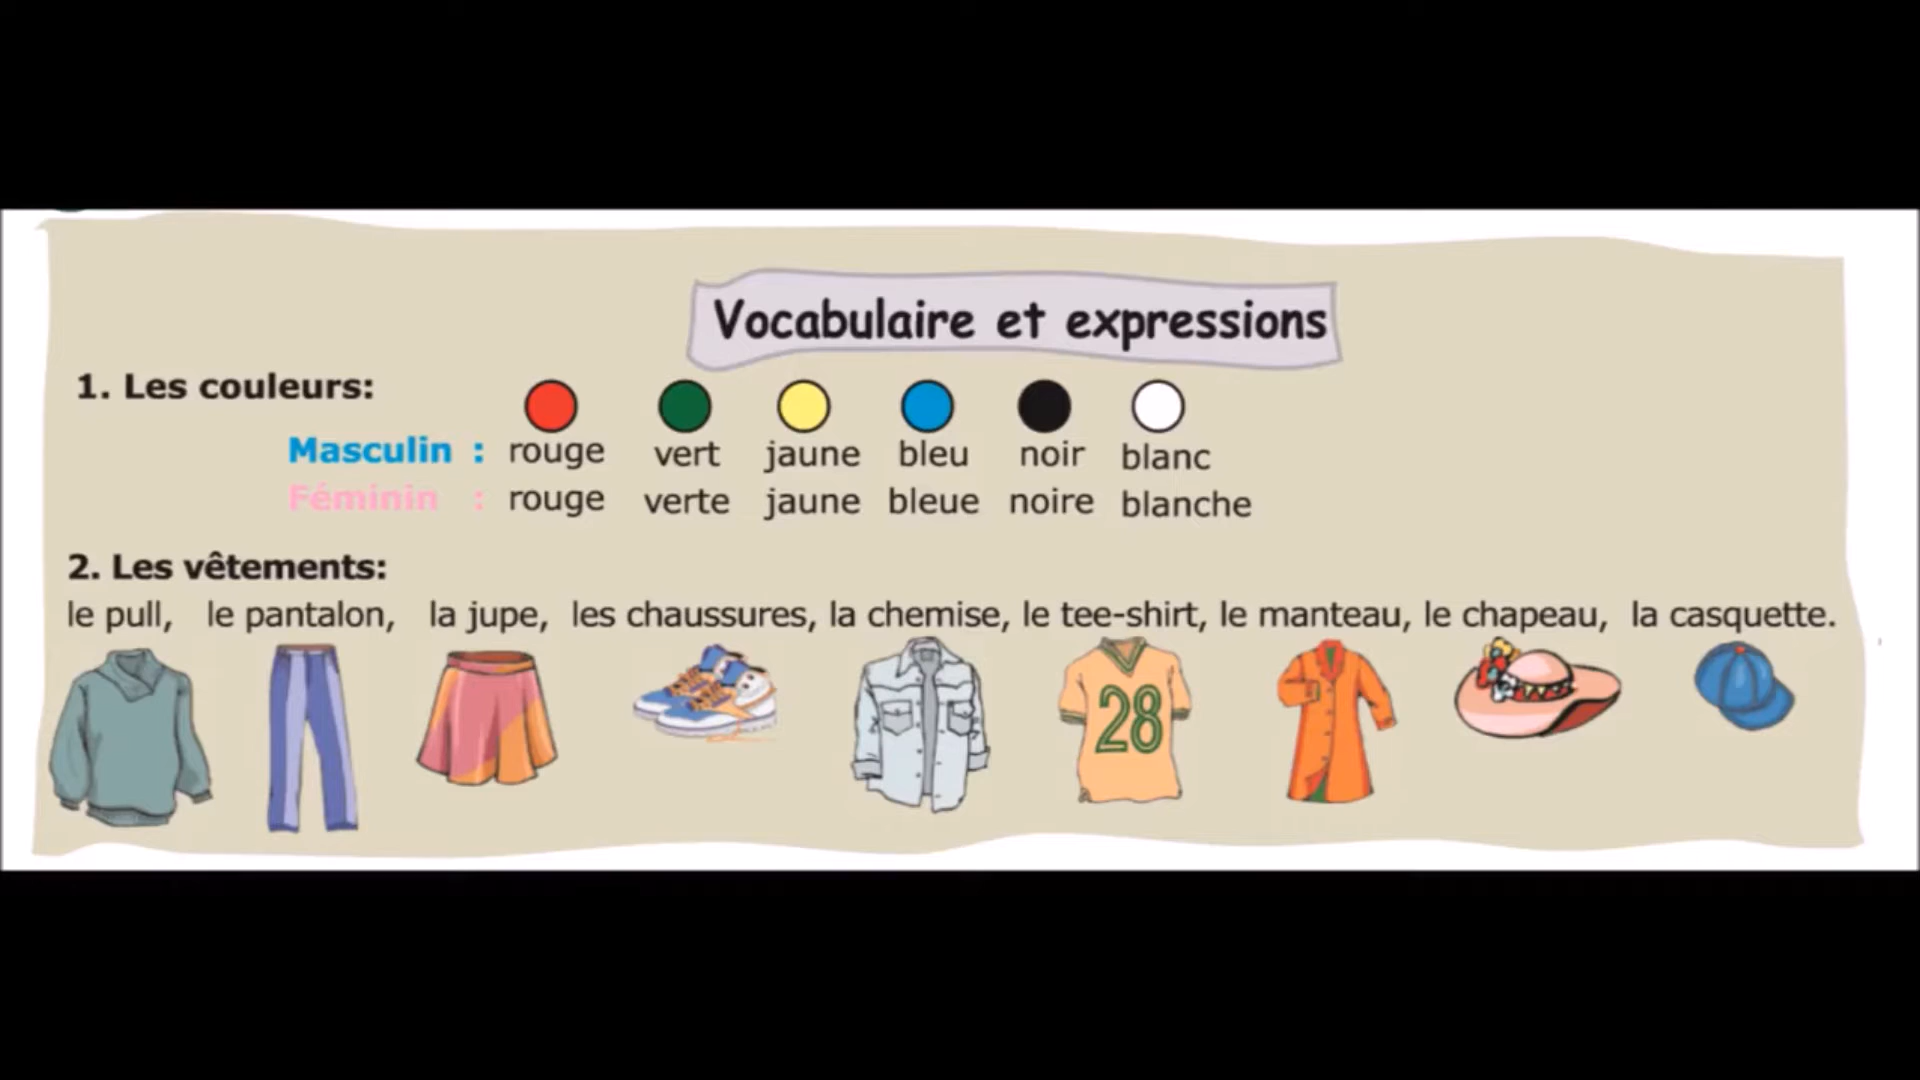 Vocabulaire et expressions
1. Les couleurs:
Masculin : rouge vert jaune bleu noir blanc
Féminin : rouge verte jaune bleue noire blanche
2. Les vêtements:
le pull, le pantalon, la jupe, les chaussures, la chemise, le tee-shirt, le manteau, le chapeau, la casquette.
28